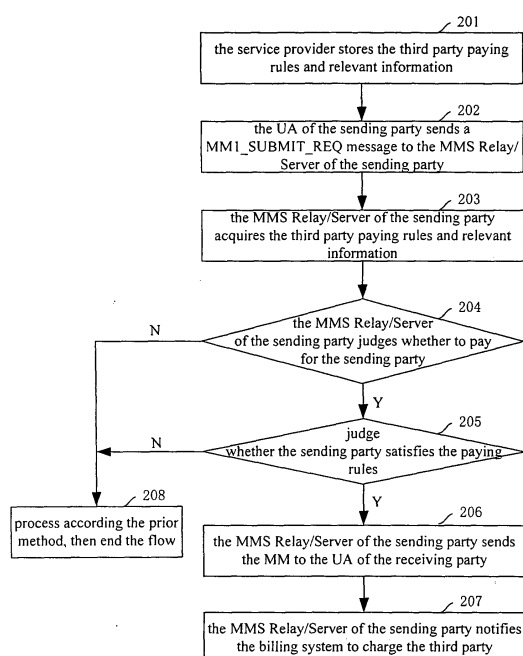 201
the service provider stores the third party paying
rules and relevant information
202
the UA of the sending party sends a
MM1_SUBMIT_REQ message to the MMS Relay/
Server of the sending party
203
the MMS Relay/Server of the sending party
acquires the third party paying rules and relevant
information
204
the MMS Relay/Server
of the sending party judges whether to pay
for the sending party
N
Y
205
judge
whether the sending party satisfies the paying
rules
N
Y
208
process according the prior
method, then end the flow
206
the MMS Relay/Server of the sending party sends
the MM to the UA of the receiving party
207
the MMS Relay/Server of the sending party notifies
the billing system to charge the third party